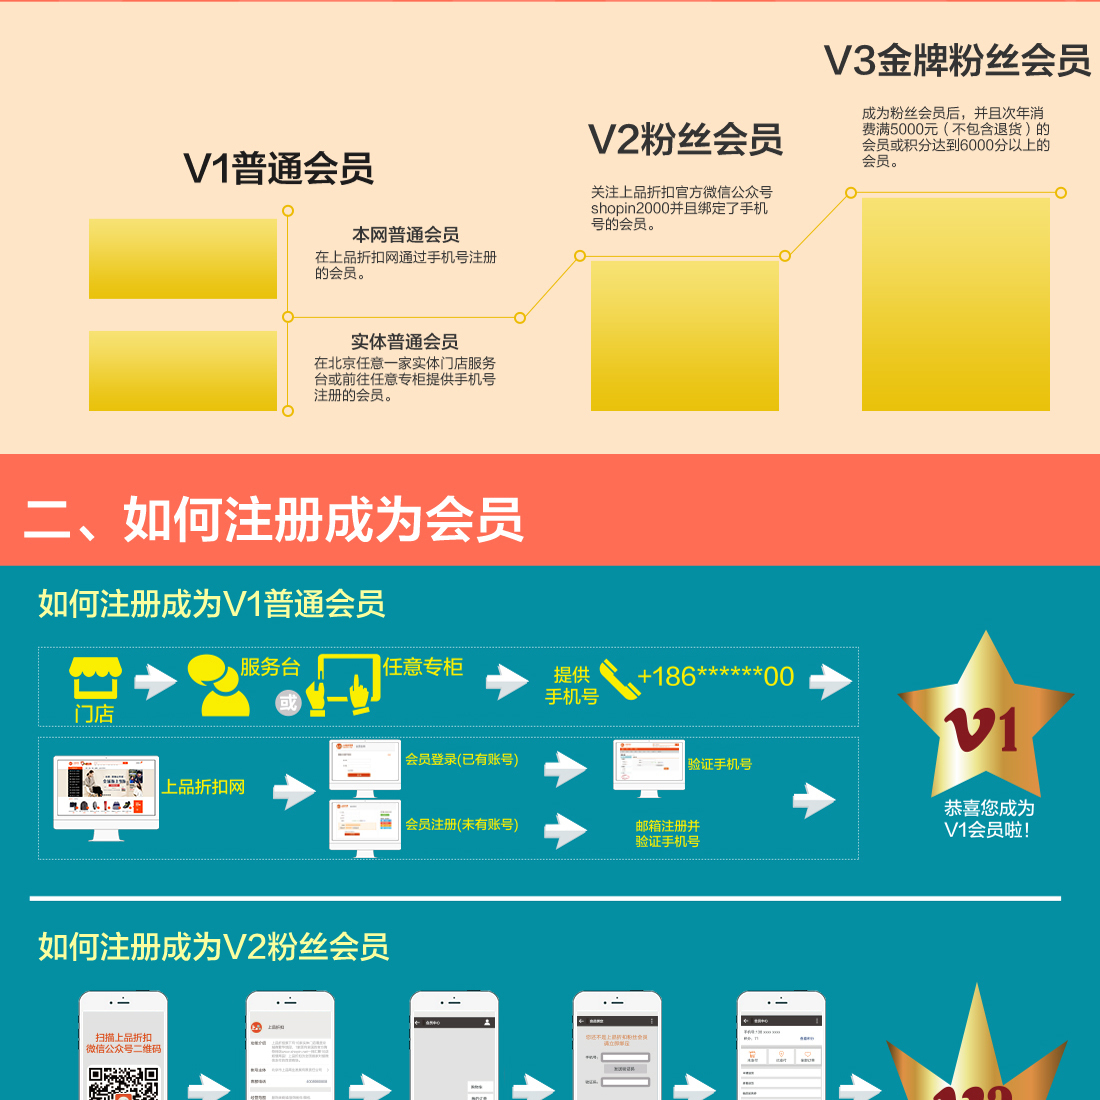 V3金牌粉丝会员
成为粉丝会员后，并且次年消
费满5000元（不包含退货）的
会员或积分达到6000分以上的
会员。
V2粉丝会员
关注上品折扣官方微信公众号
shopin2000并且绑定了手机
号的会员。
V1普通会员
本网普通会员
在上品折扣网通过手机号注册
的会员。
实体普通会员
在北京任意一家实体门店服务
台或前往任意专柜提供手机号
注册的会员。
二、如何注册成为会员
如何注册成为V1普通会员
门店
服务台
或
任意专柜
提供
手机号
+186******00
上品折扣网
会员登录(已有账号)
验证手机号
会员注册(未有账号)
邮箱注册并
验证手机号
V1
恭喜您成为
V1会员啦！
如何注册成为V2粉丝会员
扫描上品折扣
微信公众号二维码
上品折扣
会员中心
会员中心